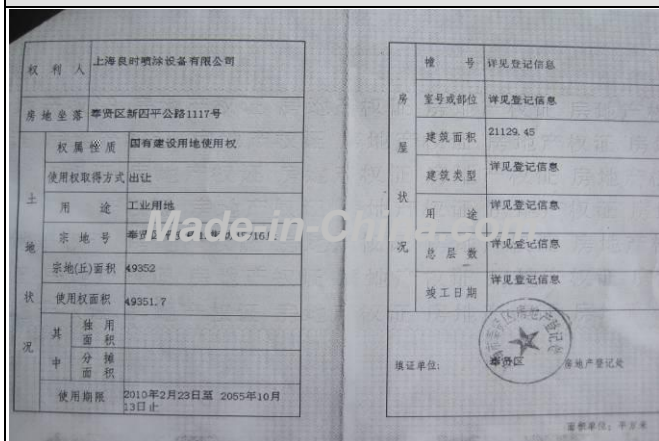 权利人 上海良时喷涂设备有限公司
房地坐落 奉贤区新四平公路1117号
土地状况
权属性质 国有建设用地使用权
使用权取得方式 出让
用途 工业用地
宗地号
宗地(丘)面积 49352
使用权面积 49351.7
其中
独用面积
分摊面积
使用期限 2010年2月23日至 2055年10月
13日止
房屋状况
幢号 详见登记信息
室号或部位 详见登记信息
建筑面积 21129.45
建筑类型 详见登记信息
用途 详见登记信息
总层数 详见登记信息
竣工日期 详见登记信息
填证单位: 奉贤区 房地产登记处
面积单位: 平方米
Made-in-China.com